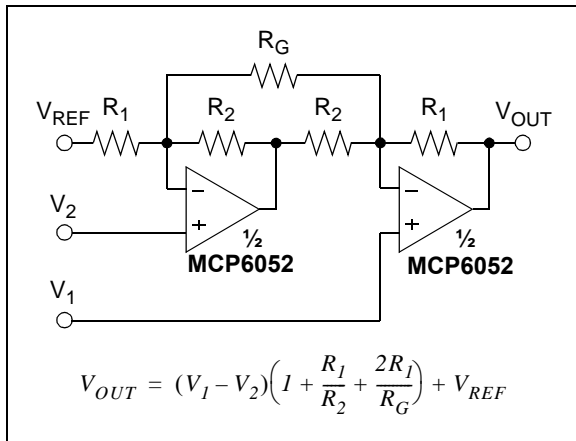 R_G
V_REF R_1 R_2 R_2 R_1 V_OUT
V_2
½
MCP6052
½
MCP6052
V_1
V_OUT = (V_1 – V_2)(1 + R_1/R_2 + 2R_1/R_G) + V_REF